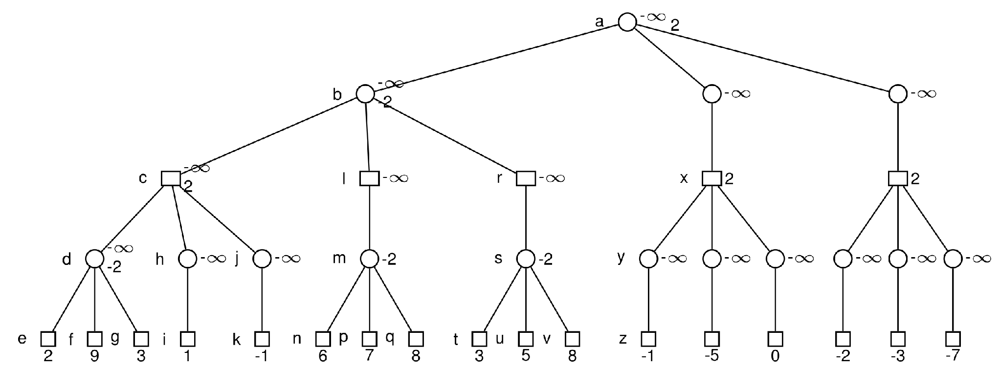 a -∞ 2
b -∞ -2 -∞ -∞
c -∞ 2 l -∞ r -∞ x 2 2
d -∞ -2 h -∞ j -∞ m -2 s -2 y -∞ -∞ -∞ -∞ -∞ -∞
e f g i k n p q t u v z
2 9 3 1 -1 6 7 8 3 5 8 -1 -5 0 -2 -3 -7